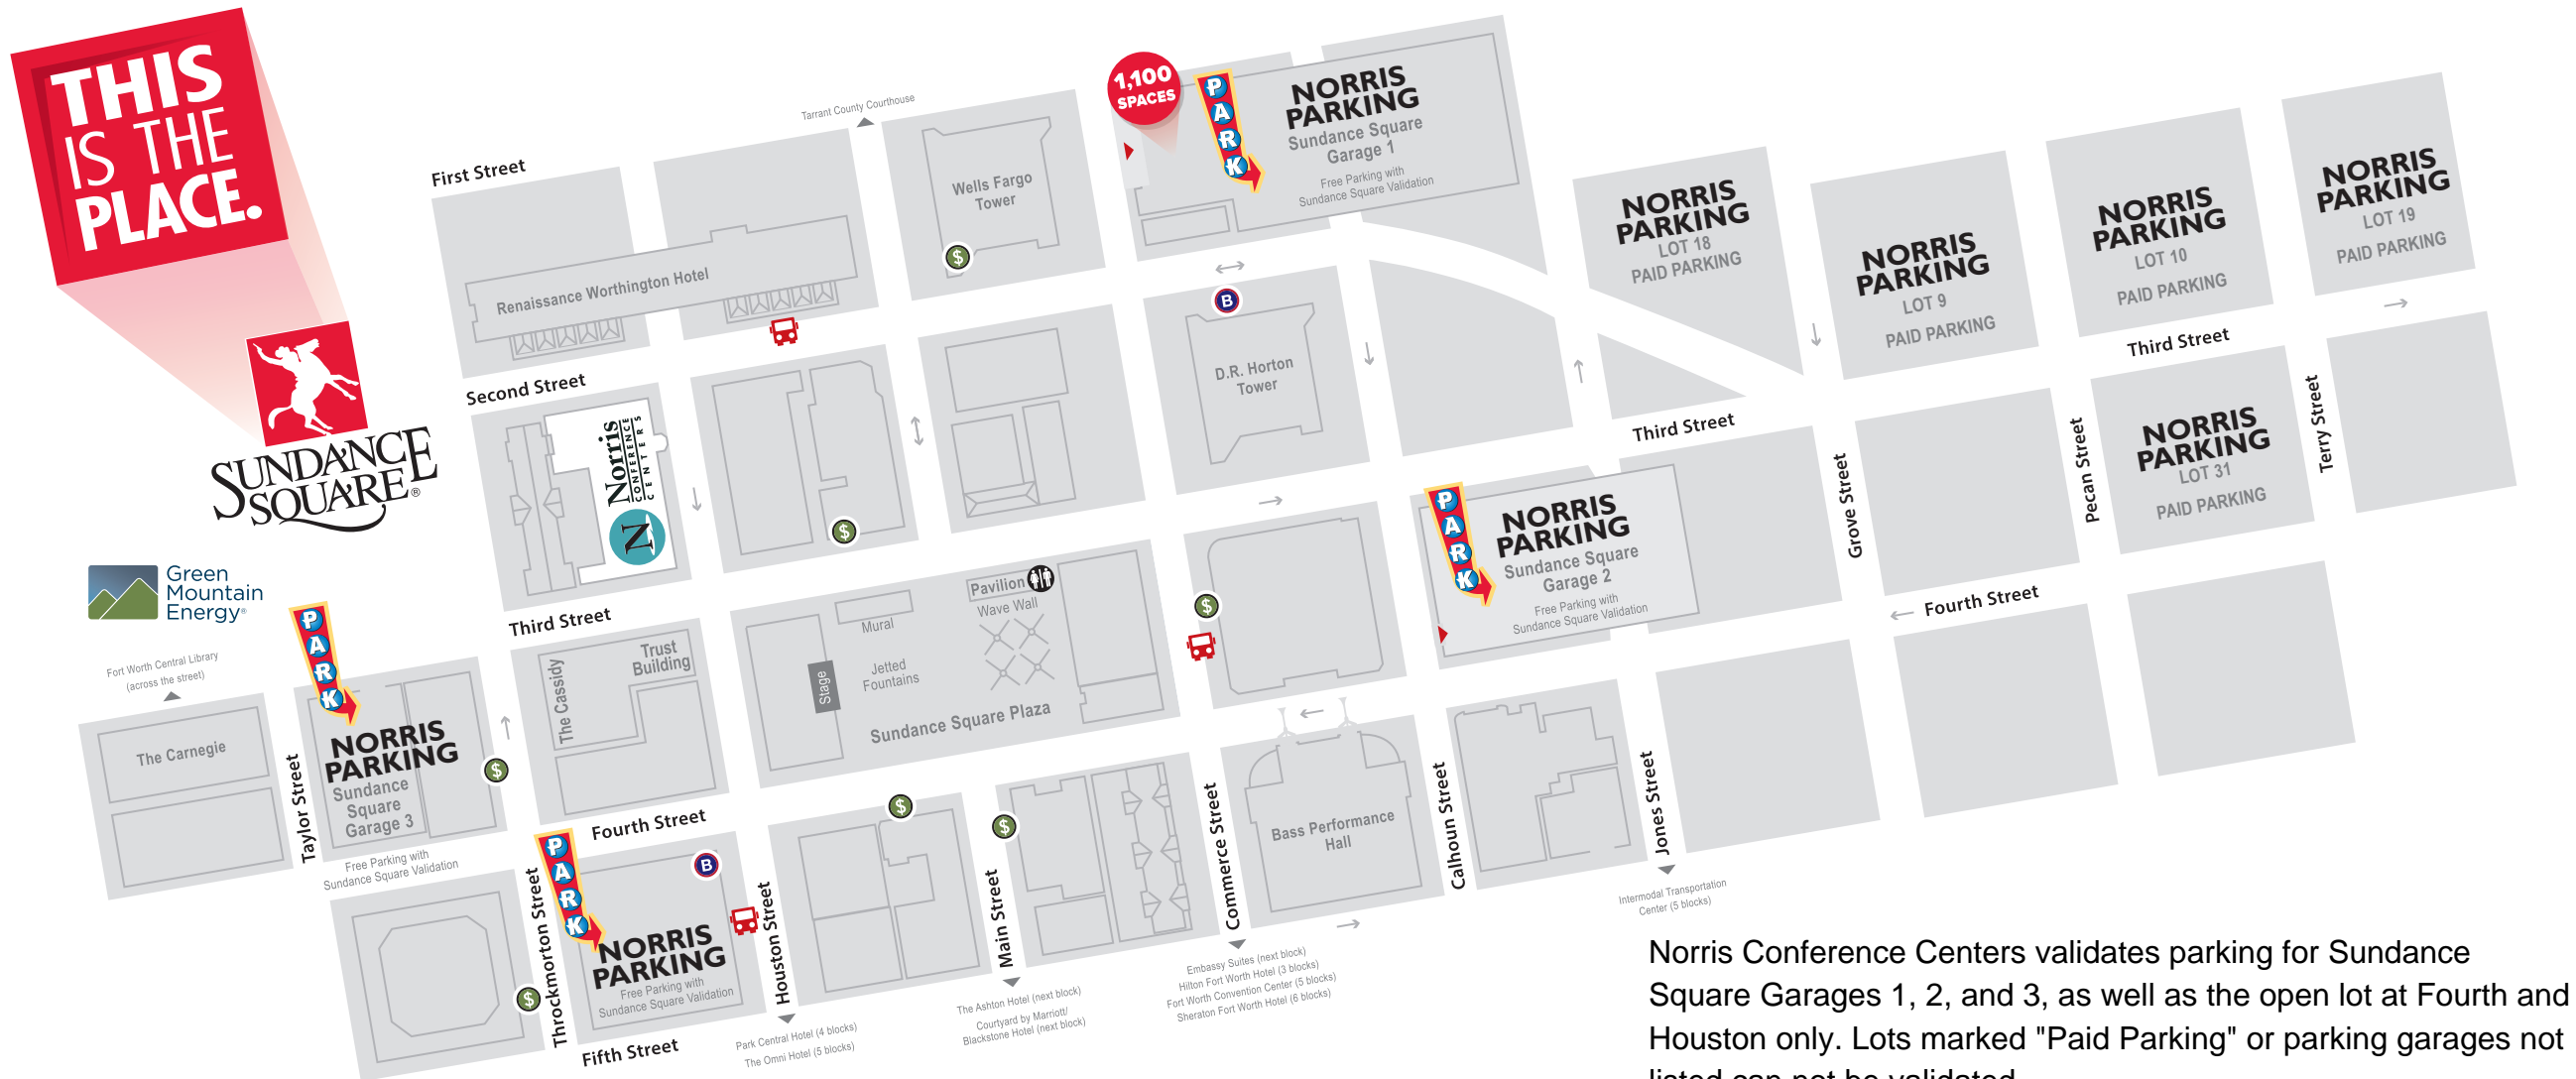 THIS
IS THE
PLACE.
SUNDANCE
SQUARE®
Green
Mountain
Energy®
First Street
Tarrant County Courthouse
1,100
SPACES
PARK
NORRIS
PARKING
Sundance Square
Garage 1
Free Parking with
Sundance Square Validation
Wells Fargo
Tower
$
Renaissance Worthington Hotel
NORRIS
PARKING
LOT 18
PAID PARKING
NORRIS
PARKING
LOT 9
PAID PARKING
NORRIS
PARKING
LOT 10
PAID PARKING
NORRIS
PARKING
LOT 19
PAID PARKING
Second Street
B
D.R. Horton
Tower
Third Street
Third Street
Norris
CONFERENCE
CENTERS
N
$
NORRIS
PARKING
LOT 31
PAID PARKING
Grove Street
Pecan Street
Terry Street
PARK
NORRIS
PARKING
Sundance Square
Garage 2
Free Parking with
Sundance Square Validation
Third Street
Pavilion
Wave Wall
Mural
Stage
Jetted
Fountains
Sundance Square Plaza
$
Fourth Street
The Cassidy
Trust
Building
Fort Worth Central Library
(across the street)
The Carnegie
Taylor Street
PARK
NORRIS
PARKING
Sundance
Square
Garage 3
Free Parking with
Sundance Square Validation
$
Fourth Street
Throckmorton Street
PARK
B
NORRIS
PARKING
Free Parking with
Sundance Square Validation
$
Fifth Street
Houston Street
Park Central Hotel (4 blocks)
The Omni Hotel (5 blocks)
$
$
Main Street
The Ashton Hotel (next block)
Courtyard by Marriott/
Blackstone Hotel (next block)
Commerce Street
Embassy Suites (next block)
Hilton Fort Worth Hotel (3 blocks)
Fort Worth Convention Center (5 blocks)
Sheraton Fort Worth Hotel (6 blocks)
Bass Performance
Hall
Calhoun Street
Jones Street
Intermodal Transportation
Center (5 blocks)
Norris Conference Centers validates parking for Sundance
Square Garages 1, 2, and 3, as well as the open lot at Fourth and
Houston only. Lots marked "Paid Parking" or parking garages not
listed can not be validated